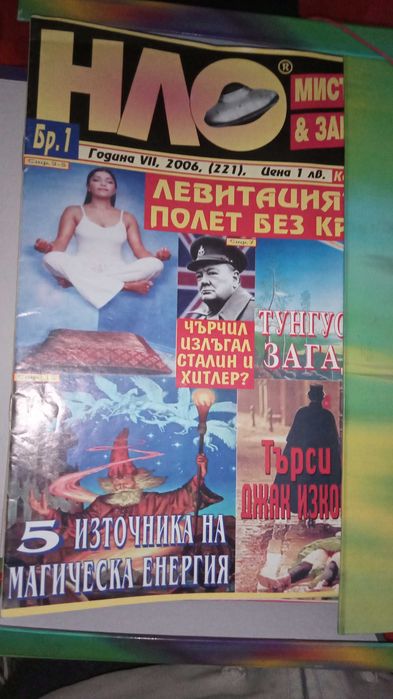 НЛО®
МИСТ
& ЗА
Бр.1
Година VII, 2006, (221), Цена 1 лв.
ЛЕВИТАЦИЯ
ПОЛЕТ БЕЗ КР
ЧЪРЧИЛ
ИЗЛЪГАЛ
СТАЛИН И
ХИТЛЕР?
ТУНГУС
ЗАГАД
5 ИЗТОЧНИКА НА
МАГИЧЕСКА ЕНЕРГИЯ
Търси
ДЖАК ИЗКО